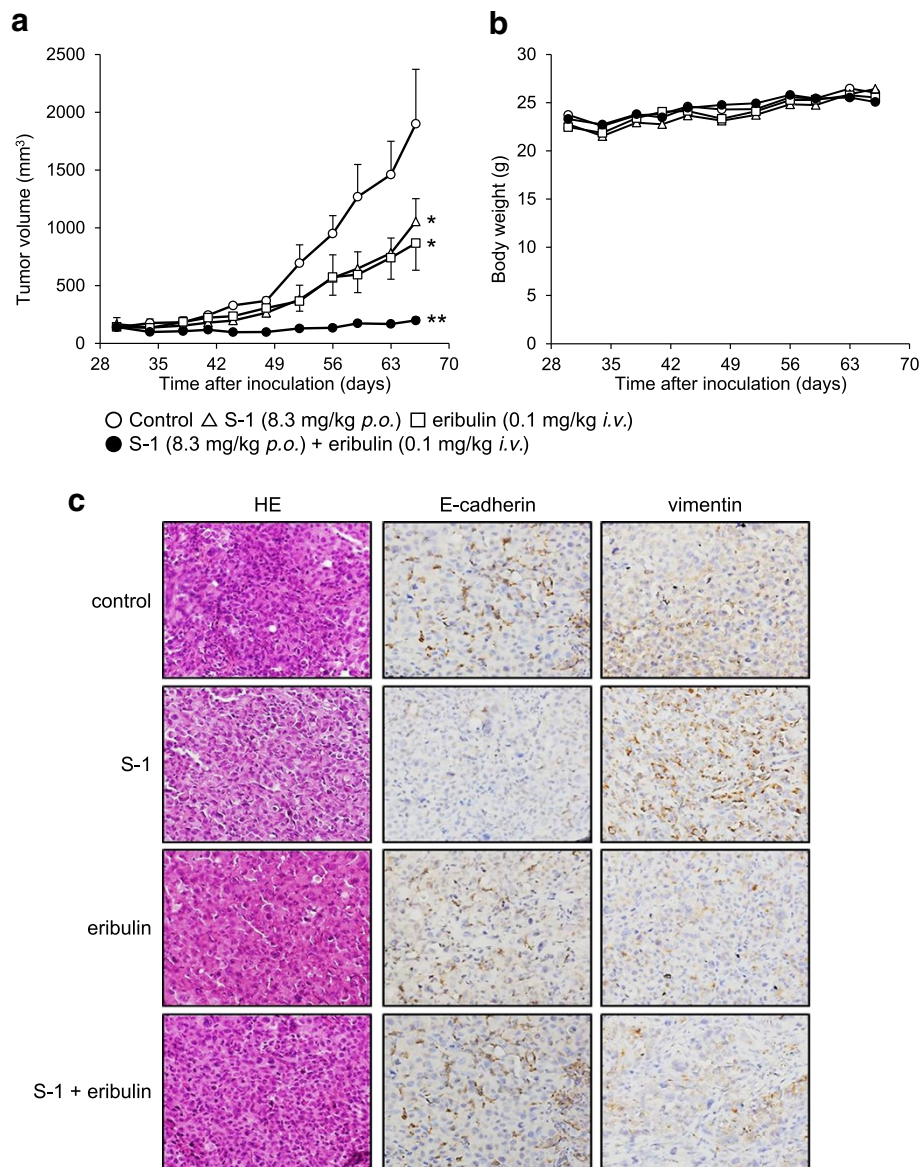 a
2500
2000
1500
1000
500
0
Tumor volume (mm³)
28 35 42 49 56 63 70
Time after inoculation (days)
*
*
**
b
30
25
20
15
10
5
0
Body weight (g)
28 35 42 49 56 63 70
Time after inoculation (days)
Control S-1 (8.3 mg/kg p.o.) eribulin (0.1 mg/kg i.v.)
S-1 (8.3 mg/kg p.o.) + eribulin (0.1 mg/kg i.v.)
c
HE E-cadherin vimentin
control
S-1
eribulin
S-1 + eribulin